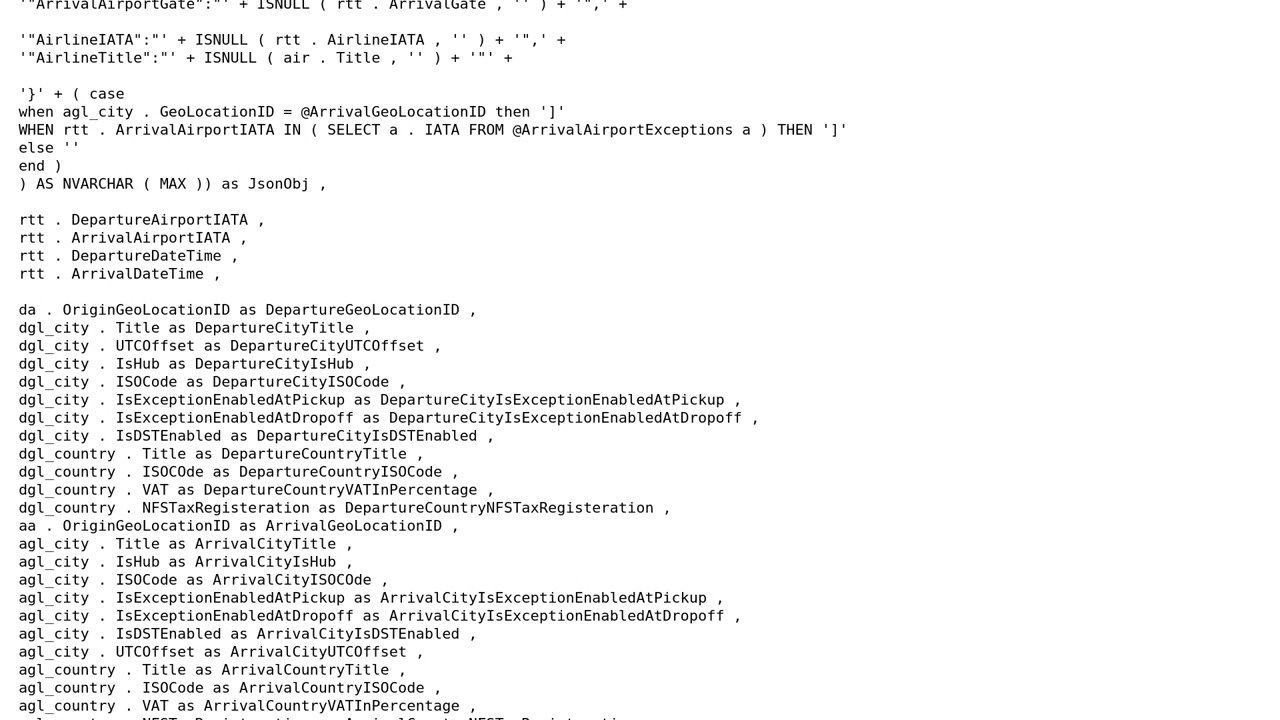 '"ArrivalAirportGate":"' + ISNULL ( rtt . ArrivalGate , '' ) + '",' +
'"AirlineIATA":"' + ISNULL ( rtt . AirlineIATA , '' ) + '",' +
'"AirlineTitle":"' + ISNULL ( air . Title , '' ) + '"' +
'}' + ( case
when agl_city . GeoLocationID = @ArrivalGeoLocationID then ']'
WHEN rtt . ArrivalAirportIATA IN ( SELECT a . IATA FROM @ArrivalAirportExceptions a ) THEN ']'
else ''
end )
) AS NVARCHAR ( MAX )) as JsonObj ,
rtt . DepartureAirportIATA ,
rtt . ArrivalAirportIATA ,
rtt . DepartureDateTime ,
rtt . ArrivalDateTime ,
da . OriginGeoLocationID as DepartureGeoLocationID ,
dgl_city . Title as DepartureCityTitle ,
dgl_city . UTCOffset as DepartureCityUTCOffset ,
dgl_city . IsHub as DepartureCityIsHub ,
dgl_city . ISOCode as DepartureCityISOCode ,
dgl_city . IsExceptionEnabledAtPickup as DepartureCityIsExceptionEnabledAtPickup ,
dgl_city . IsExceptionEnabledAtDropoff as DepartureCityIsExceptionEnabledAtDropoff ,
dgl_city . IsDSTEnabled as DepartureCityIsDSTEnabled ,
dgl_country . Title as DepartureCountryTitle ,
dgl_country . ISOCOde as DepartureCountryISOCode ,
dgl_country . VAT as DepartureCountryVATInPercentage ,
dgl_country . NFSTaxRegisteration as DepartureCountryNFSTaxRegisteration ,
aa . OriginGeoLocationID as ArrivalGeoLocationID ,
agl_city . Title as ArrivalCityTitle ,
agl_city . IsHub as ArrivalCityIsHub ,
agl_city . ISOCode as ArrivalCityISOCOde ,
agl_city . IsExceptionEnabledAtPickup as ArrivalCityIsExceptionEnabledAtPickup ,
agl_city . IsExceptionEnabledAtDropoff as ArrivalCityIsExceptionEnabledAtDropoff ,
agl_city . IsDSTEnabled as ArrivalCityIsDSTEnabled ,
agl_city . UTCOffset as ArrivalCityUTCOffset ,
agl_country . Title as ArrivalCountryTitle ,
agl_country . ISOCode as ArrivalCountryISOCode ,
agl_country . VAT as ArrivalCountryVATInPercentage ,